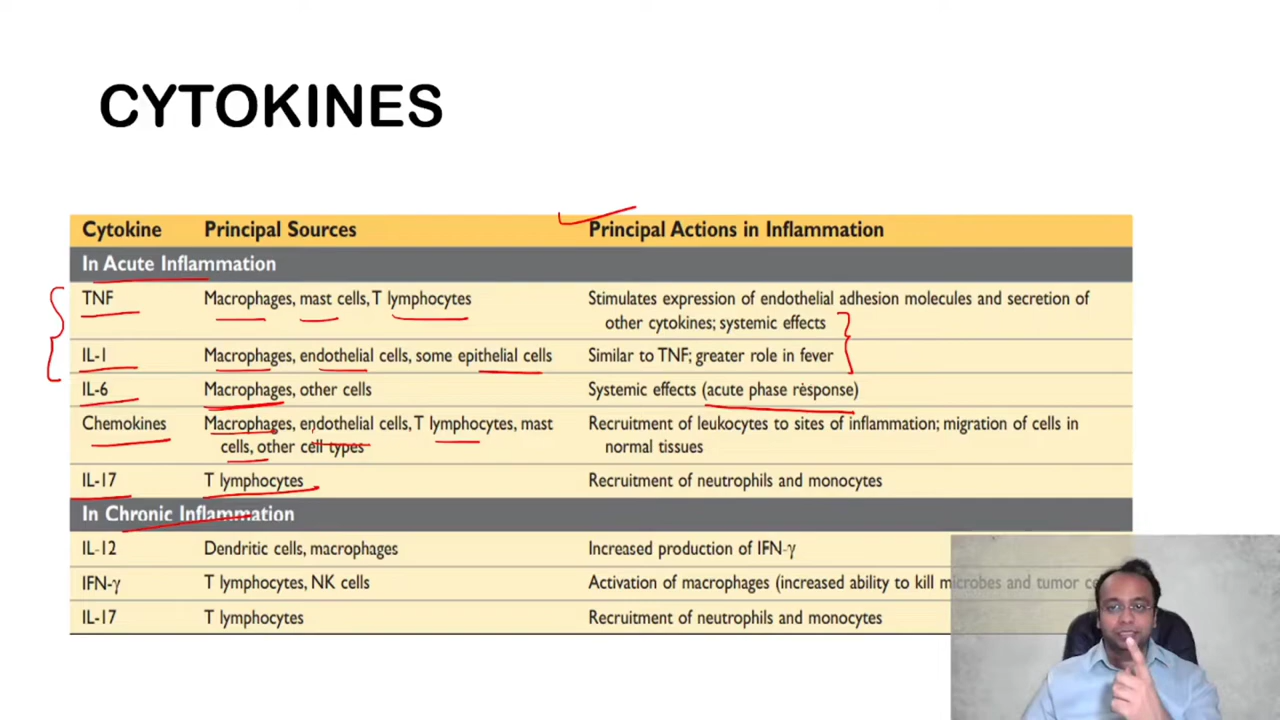 CYTOKINES
Cytokine Principal Sources Principal Actions in Inflammation
In Acute Inflammation
TNF Macrophages, mast cells, T lymphocytes Stimulates expression of endothelial adhesion molecules and secretion of
other cytokines; systemic effects
IL-1 Macrophages, endothelial cells, some epithelial cells Similar to TNF; greater role in fever
IL-6 Macrophages, other cells Systemic effects (acute phase response)
Chemokines Macrophages, endothelial cells, T lymphocytes, mast Recruitment of leukocytes to sites of inflammation; migration of cells in
cells, other cell types normal tissues
IL-17 T lymphocytes Recruitment of neutrophils and monocytes
In Chronic Inflammation
IL-12 Dendritic cells, macrophages Increased production of IFN-γ
IFN-γ T lymphocytes, NK cells Activation of macrophages (increased ability to kill microbes and tumor
IL-17 T lymphocytes Recruitment of neutrophils and monocytes